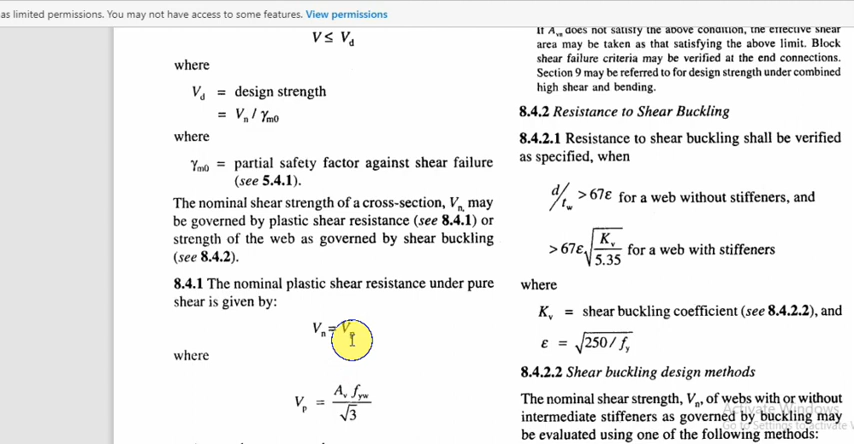 as limited permissions. You may not have access to some features. View permissions
V ≤ V_d
where
V_d = design strength
= V_n / γ_m0
where
γ_m0 = partial safety factor against shear failure
(see 5.4.1).
The nominal shear strength of a cross-section, V_n may
be governed by plastic shear resistance (see 8.4.1) or
strength of the web as governed by shear buckling
(see 8.4.2).
8.4.1 The nominal plastic shear resistance under pure
shear is given by:
V_n = V
where
V_p = A_v f_yw / √3
If A_vn does not satisfy the above condition, the effective shear
area may be taken as that satisfying the above limit. Block
shear failure criteria may be verified at the end connections.
Section 9 may be referred to for design strength under combined
high shear and bending.
8.4.2 Resistance to Shear Buckling
8.4.2.1 Resistance to shear buckling shall be verified
as specified, when
d/t_w > 67ε for a web without stiffeners, and
> 67ε √(K_v / 5.35) for a web with stiffeners
where
K_v = shear buckling coefficient (see 8.4.2.2), and
ε = √(250 / f_y)
8.4.2.2 Shear buckling design methods
The nominal shear strength, V_n, of webs with or without
intermediate stiffeners as governed by buckling may
be evaluated using one of the following methods:
Activate Windows
Go to Settings to activate